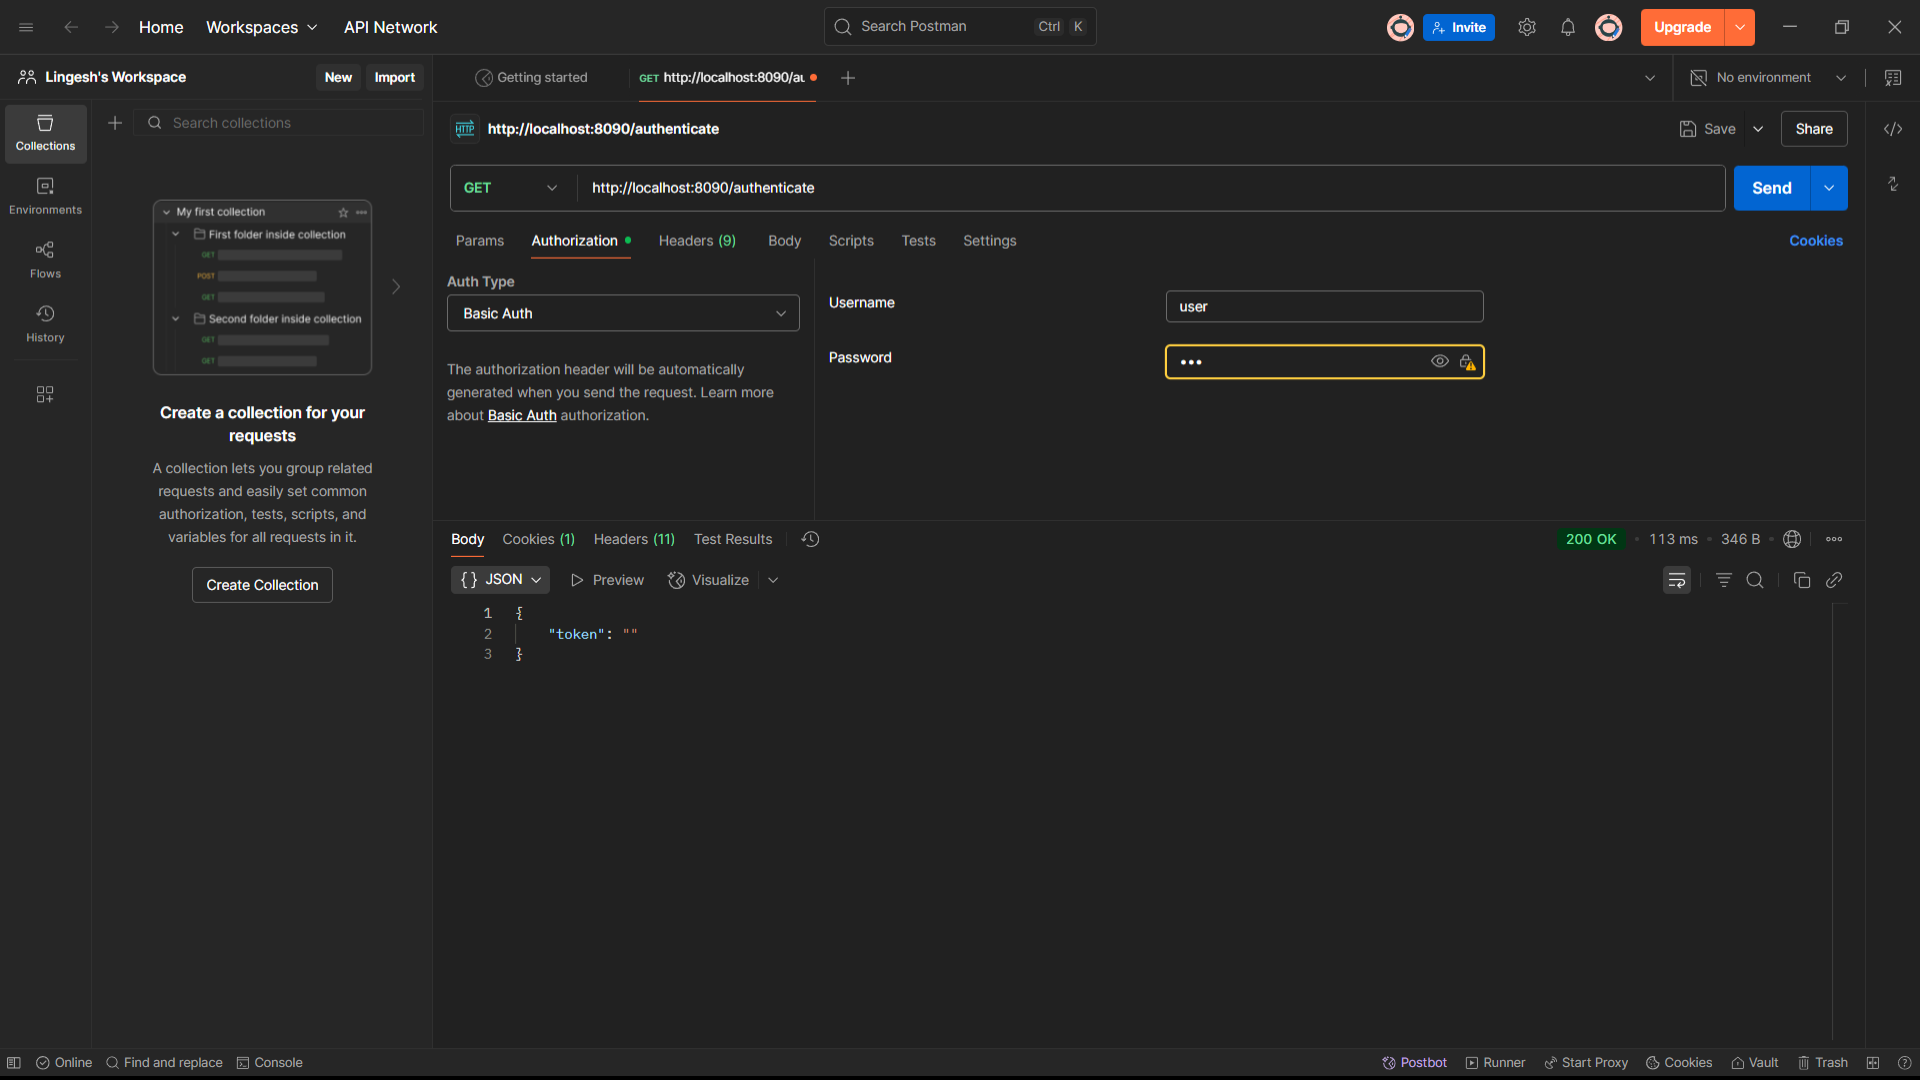 Home Workspaces API Network
Search Postman Ctrl K
Invite
Upgrade
Lingesh's Workspace
New Import
Getting started
GET http://localhost:8090/au
No environment
Collections
Environments
Flows
History
Search collections
My first collection
First folder inside collection
GET
POST
GET
Second folder inside collection
GET
GET
Create a collection for your
requests
A collection lets you group related
requests and easily set common
authorization, tests, scripts, and
variables for all requests in it.
Create Collection
HTTP http://localhost:8090/authenticate
Save Share
GET http://localhost:8090/authenticate
Send
Params Authorization Headers (9) Body Scripts Tests Settings
Cookies
Auth Type
Basic Auth
The authorization header will be automatically
generated when you send the request. Learn more
about Basic Auth authorization.
Username user
Password •••
Body Cookies (1) Headers (11) Test Results
200 OK • 113 ms • 346 B
{} JSON Preview Visualize
1 {
2 "token": ""
3 }
Online Find and replace Console
Postbot Runner Start Proxy Cookies Vault Trash